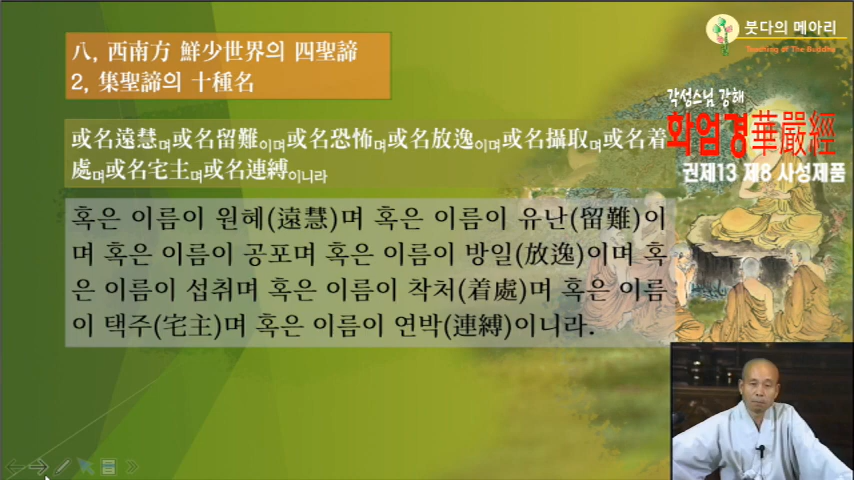 붓다의 메아리
Teaching of The Buddha
八, 西南方 鮮少世界의 四聖諦
2, 集聖諦의 十種名
각성스님 강해
화엄경華嚴經
권제13 제8 사성제품
或名遠慧며或名留難이며或名恐怖며或名放逸이며或名攝取며或名着
處며或名宅主며或名連縛이니라
혹은 이름이 원혜(遠慧)며 혹은 이름이 유난(留難)이
며 혹은 이름이 공포며 혹은 이름이 방일(放逸)이며 혹
은 이름이 섭취며 혹은 이름이 착처(着處)며 혹은 이름
이 택주(宅主)며 혹은 이름이 연박(連縛)이니라.